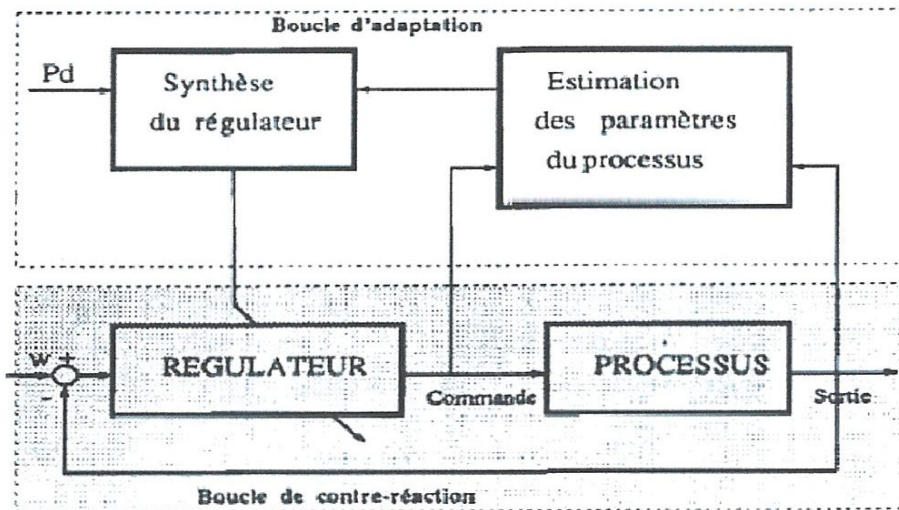 Boucle d'adaptation
Pd
Synthèse
du régulateur
Estimation
des paramètres
du processus
W +
-
REGULATEUR
Commande
PROCESSUS
Sortie
Boucle de contre-réaction